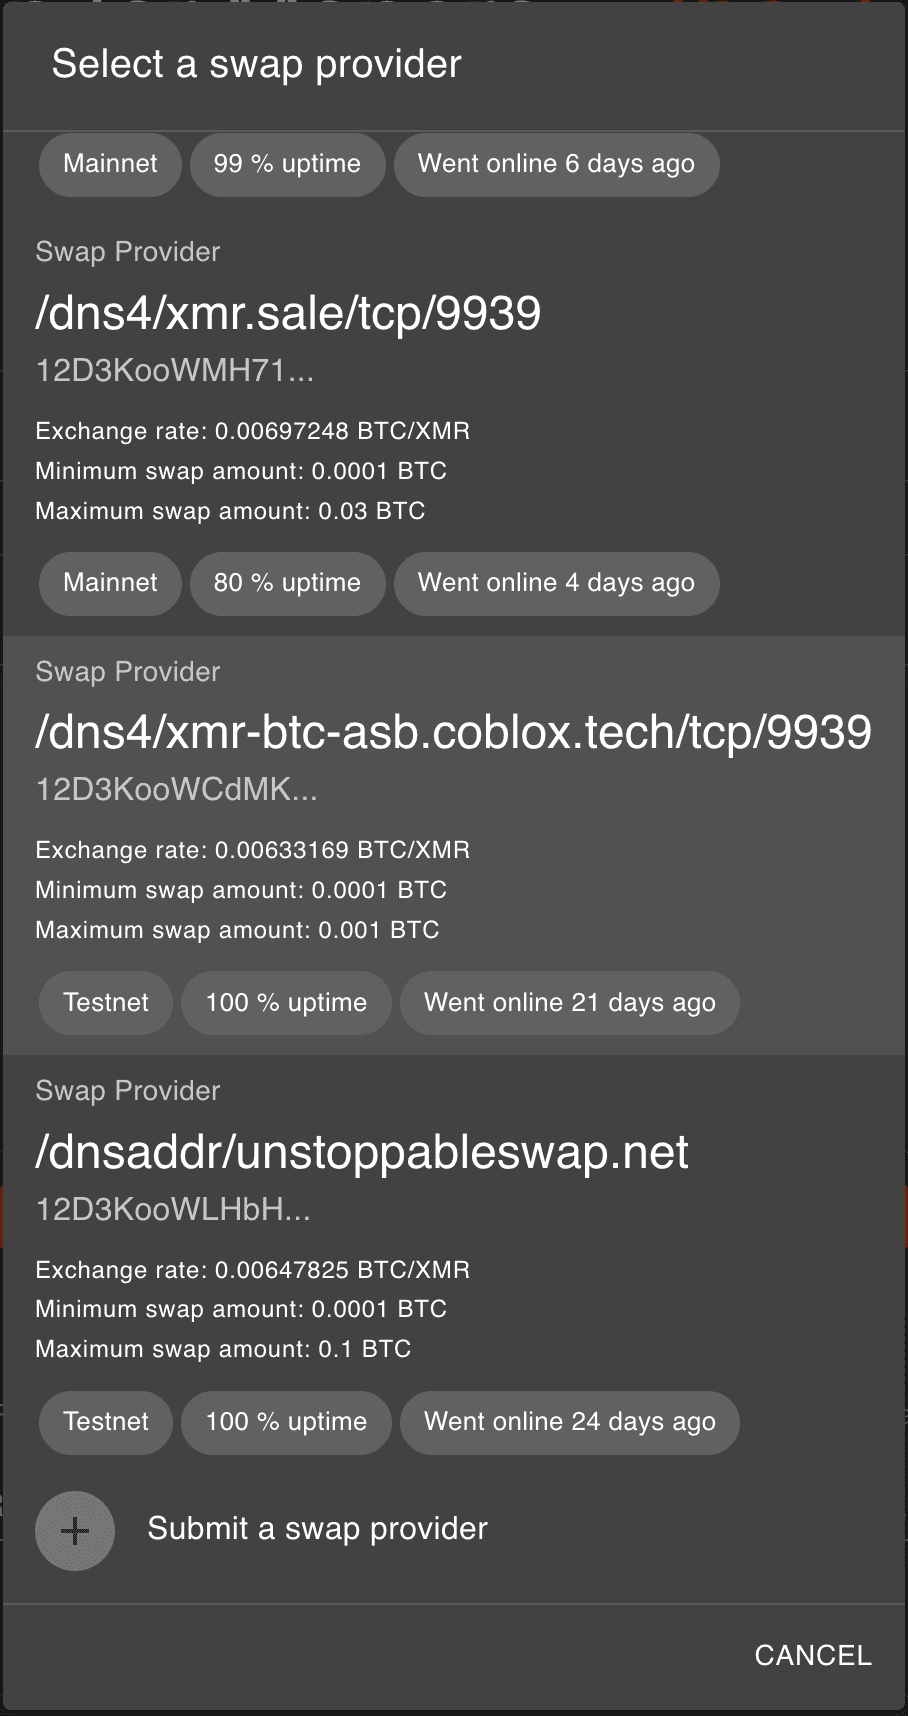 Select a swap provider
Mainnet 99 % uptime Went online 6 days ago
Swap Provider
/dns4/xmr.sale/tcp/9939
12D3KooWMH71...
Exchange rate: 0.00697248 BTC/XMR
Minimum swap amount: 0.0001 BTC
Maximum swap amount: 0.03 BTC
Mainnet 80 % uptime Went online 4 days ago
Swap Provider
/dns4/xmr-btc-asb.coblox.tech/tcp/9939
12D3KooWCdMK...
Exchange rate: 0.00633169 BTC/XMR
Minimum swap amount: 0.0001 BTC
Maximum swap amount: 0.001 BTC
Testnet 100 % uptime Went online 21 days ago
Swap Provider
/dnsaddr/unstoppableswap.net
12D3KooWLHbH...
Exchange rate: 0.00647825 BTC/XMR
Minimum swap amount: 0.0001 BTC
Maximum swap amount: 0.1 BTC
Testnet 100 % uptime Went online 24 days ago
+ Submit a swap provider
CANCEL